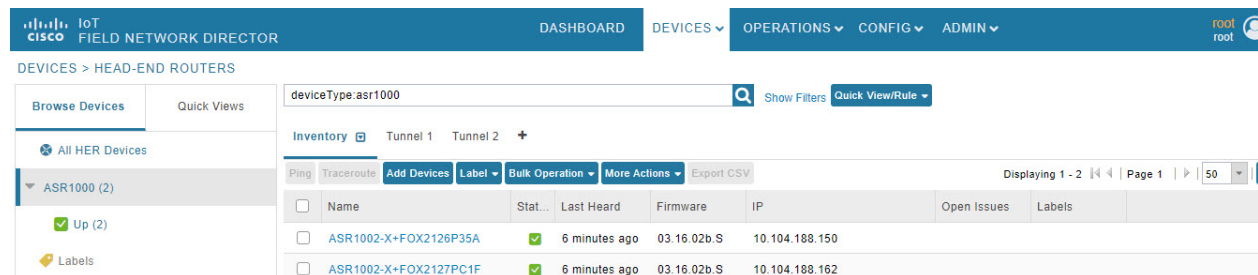 CISCO IoT
FIELD NETWORK DIRECTOR
DASHBOARD DEVICES OPERATIONS CONFIG ADMIN
root
root
DEVICES > HEAD-END ROUTERS
Browse Devices Quick Views
deviceType:asr1000 Show Filters Quick View/Rule
Inventory Tunnel 1 Tunnel 2 +
All HER Devices
Ping Traceroute Add Devices Label Bulk Operation More Actions Export CSV Displaying 1 - 2 Page 1 50
ASR1000 (2)
Name Stat... Last Heard Firmware IP Open Issues Labels
Up (2)
ASR1002-X+FOX2126P35A 6 minutes ago 03.16.02b.S 10.104.188.150
Labels
ASR1002-X+FOX2127PC1F 6 minutes ago 03.16.02b.S 10.104.188.162